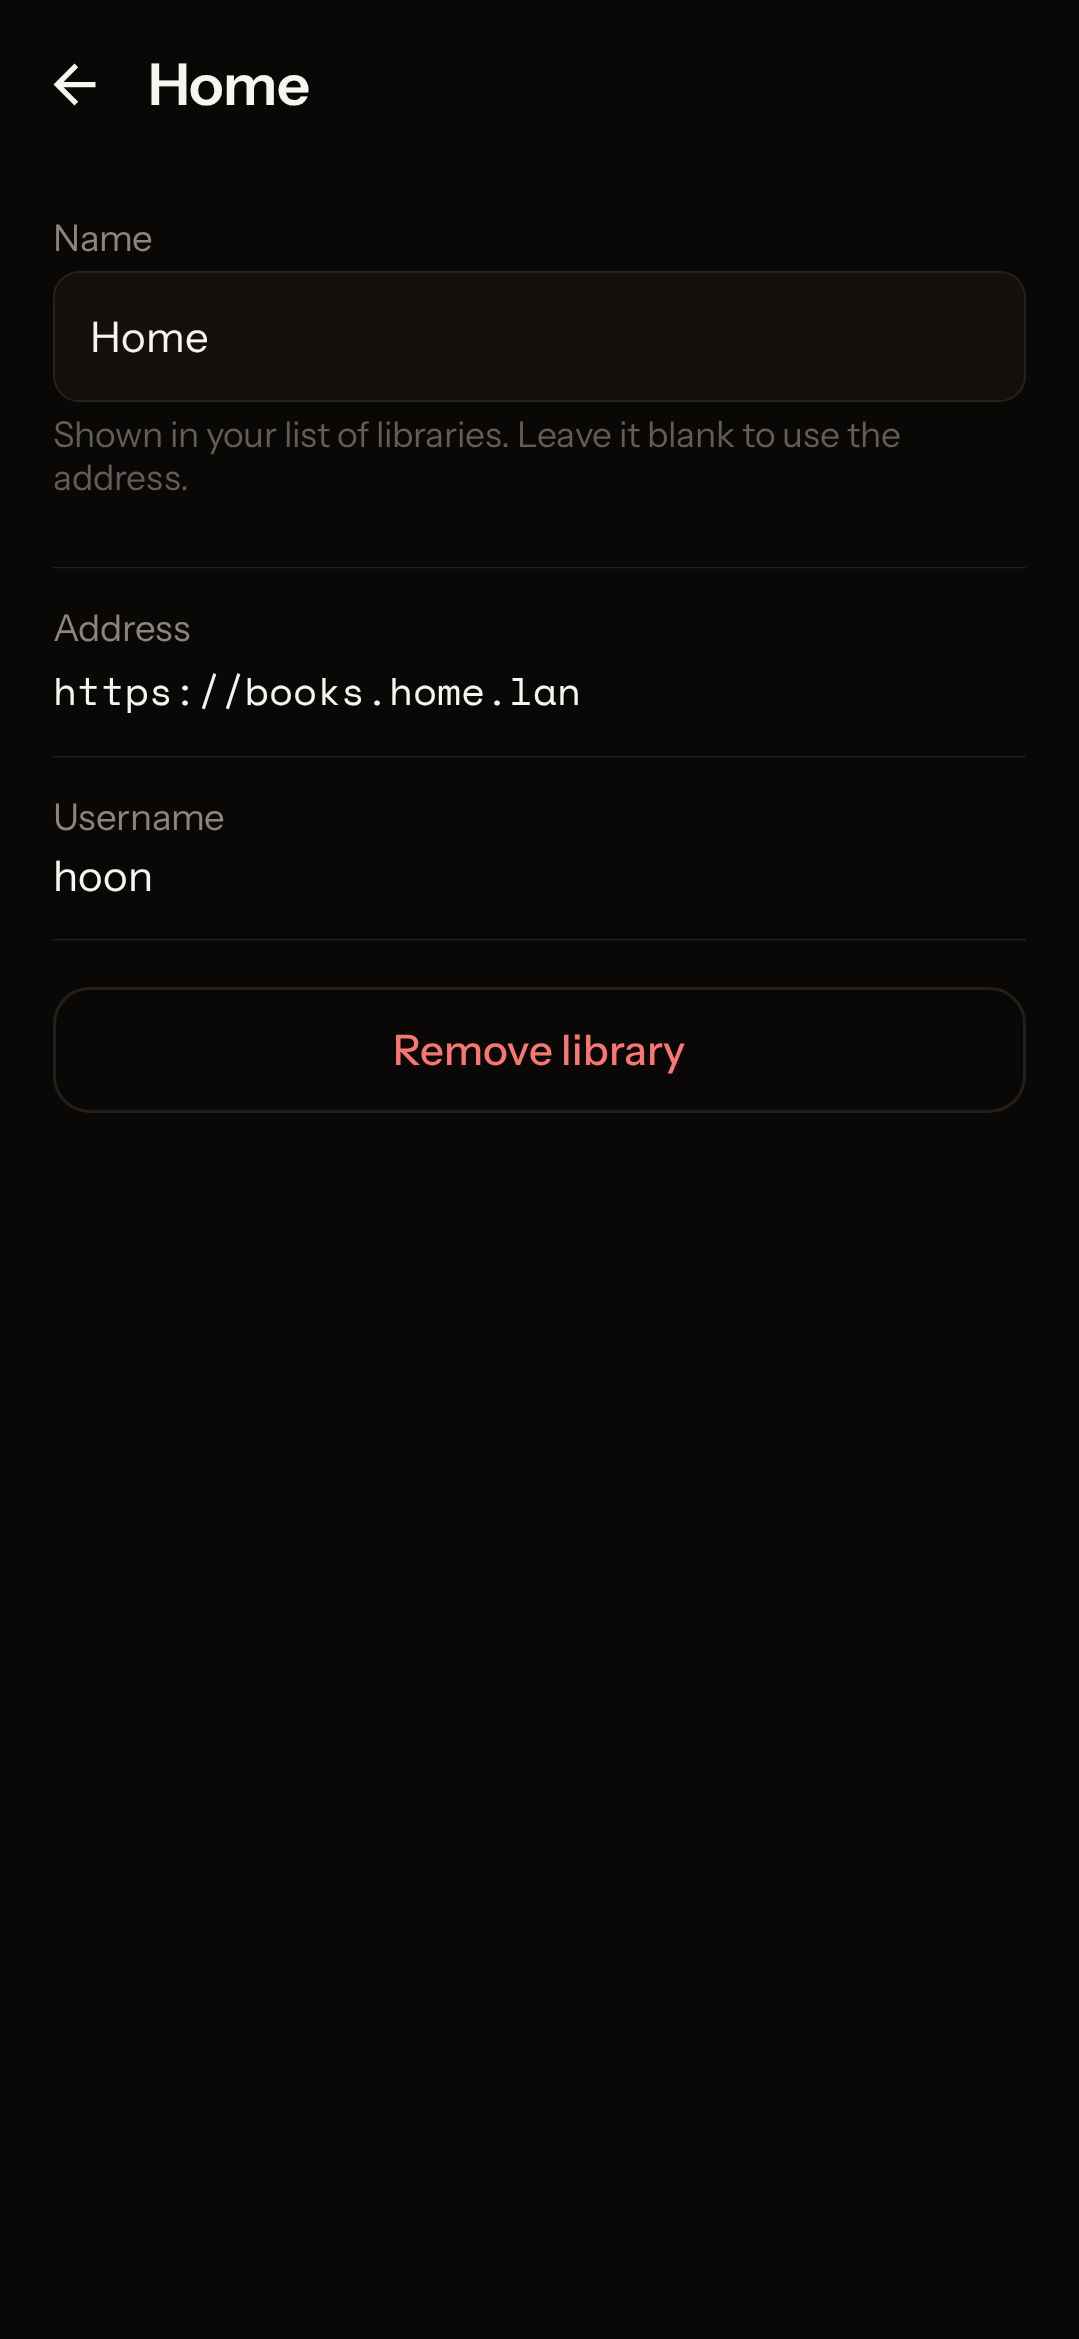 Home
Name
Home
Shown in your list of libraries. Leave it blank to use the
address.
Address
https://books.home.lan
Username
hoon
Remove library